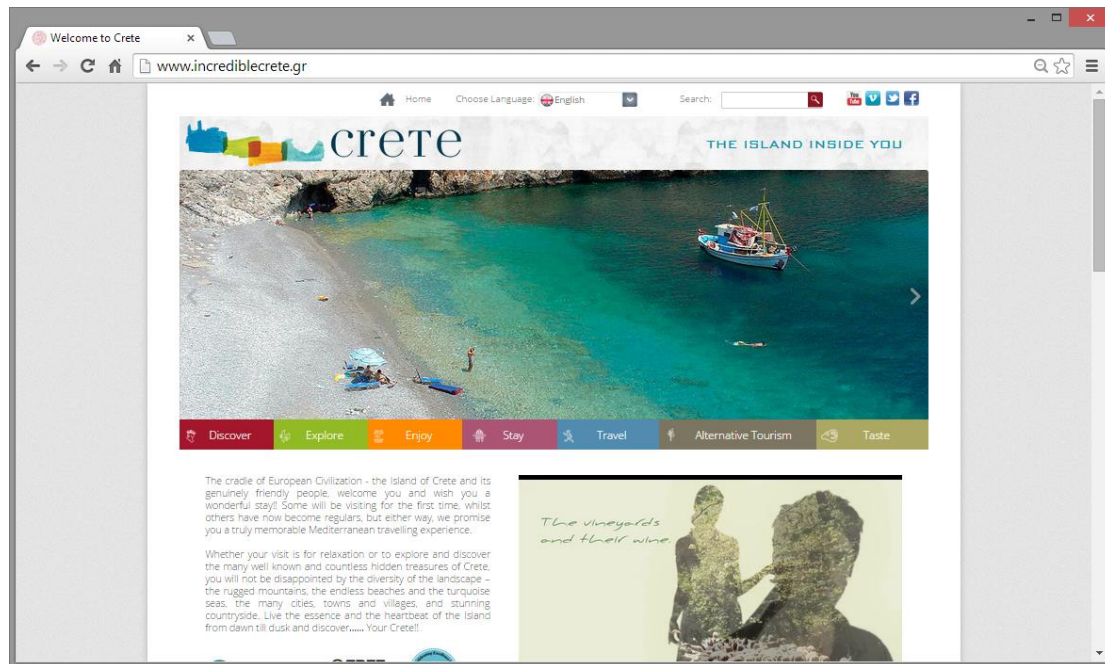 Welcome to Crete
www.incrediblecrete.gr
Home Choose Language: English Search:
You Tube
creTe
THE ISLAND INSIDE YOU
Discover Explore Enjoy Stay Travel Alternative Tourism Taste
The cradle of European Civilization - the island of Crete and its
genuinely friendly people, welcome you and wish you a
wonderful stay!! Some will be visiting for the first time, whilst
others have now become regulars, but either way, we promise
you a truly memorable Mediterranean travelling experience.
Whether your visit is for relaxation or to explore and discover
the many well known and countless hidden treasures of Crete,
you will not be disappointed by the diversity of the landscape –
the rugged mountains, the endless beaches and the turquoise
seas, the many cities, towns and villages, and stunning
countryside. Live the essence and the heartbeat of the island
from dawn till dusk and discover...... Your Crete!!
The vineyards
and their wine.